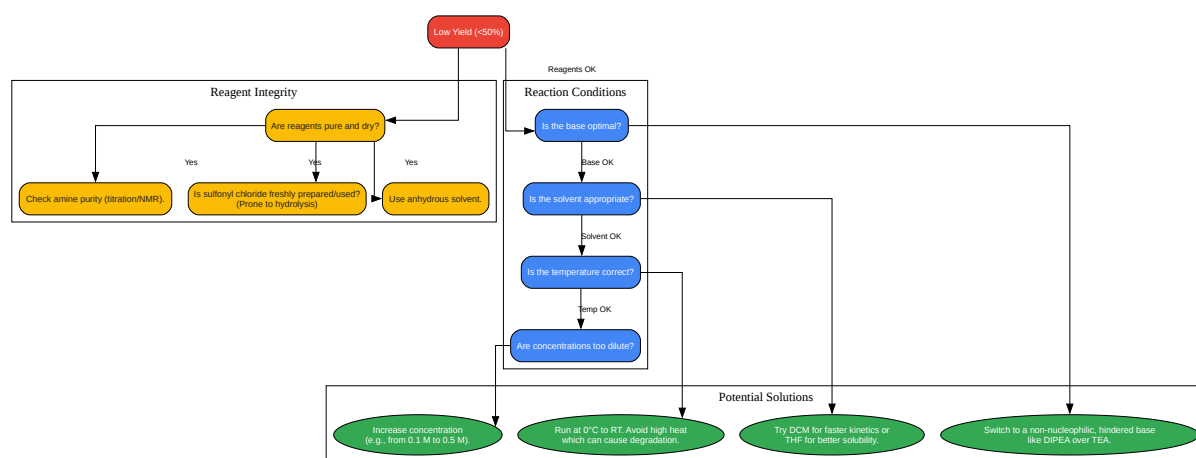 Low Yield (<50%)
Reagents OK
Reagent Integrity
Reaction Conditions
Are reagents pure and dry?
Is the base optimal?
Yes
Yes
Yes
Base OK
Check amine purity (titration/NMR).
Is sulfonyl chloride freshly prepared/used?
(Prone to hydrolysis)
Use anhydrous solvent.
Is the solvent appropriate?
Solvent OK
Is the temperature correct?
Temp OK
Are concentrations too dilute?
Potential Solutions
Increase concentration
(e.g., from 0.1 M to 0.5 M).
Run at 0°C to RT. Avoid high heat
which can cause degradation.
Try DCM for faster kinetics or
THF for better solubility.
Switch to a non-nucleophilic, hindered base
like DIPEA over TEA.